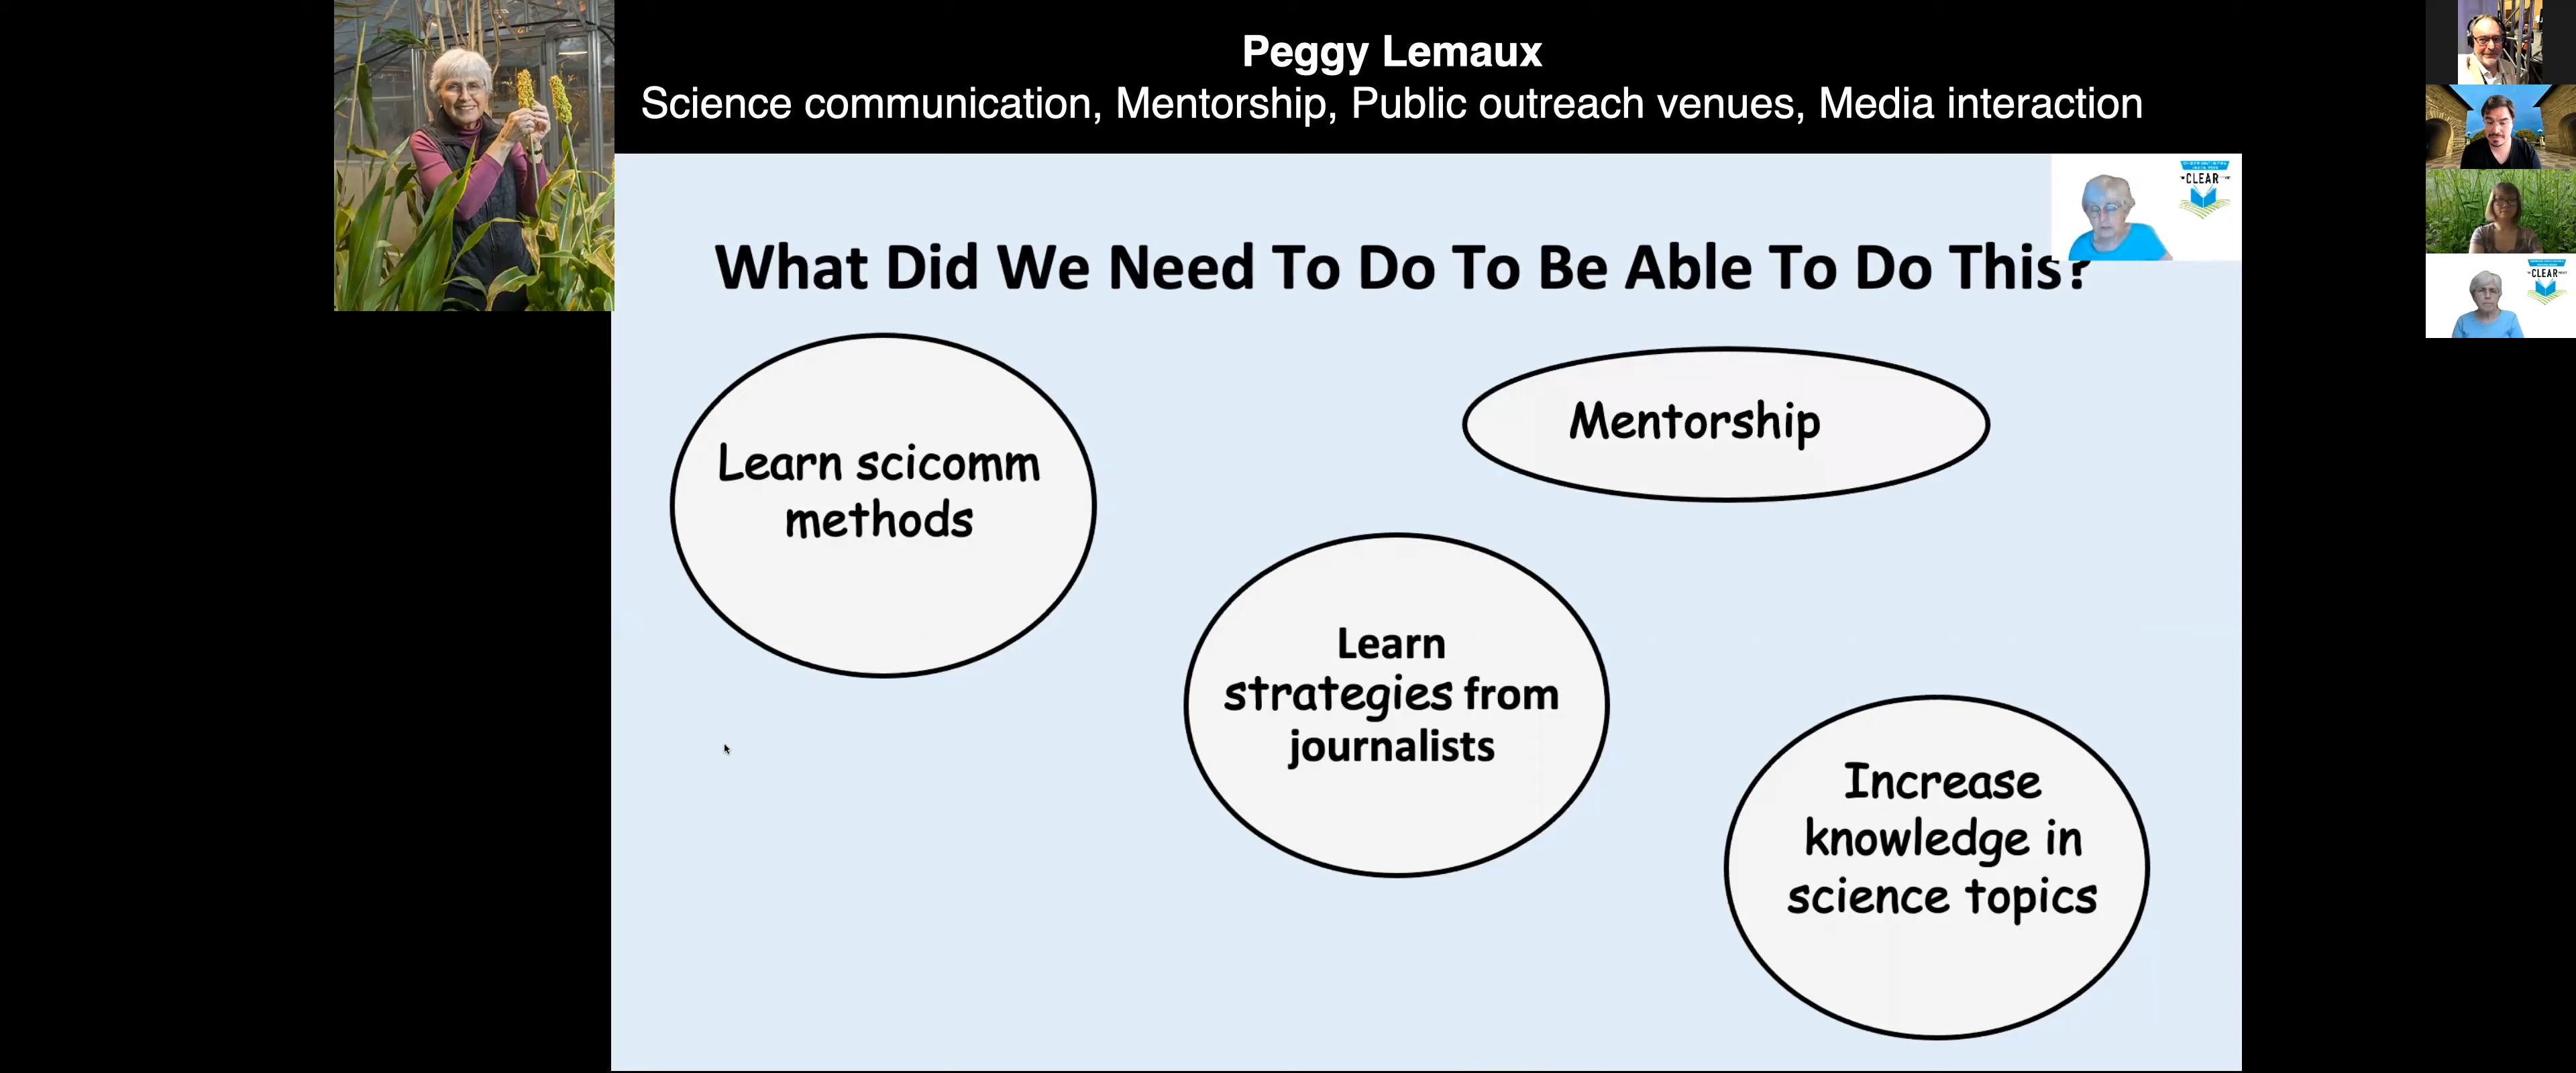 Peggy Lemaux
Science communication, Mentorship, Public outreach venues, Media interaction
CLEAR
What Did We Need To Do To Be Able To Do This?
CLEAR
Learn scicomm
methods
Mentorship
Learn
strategies from
journalists
Increase
knowledge in
science topics